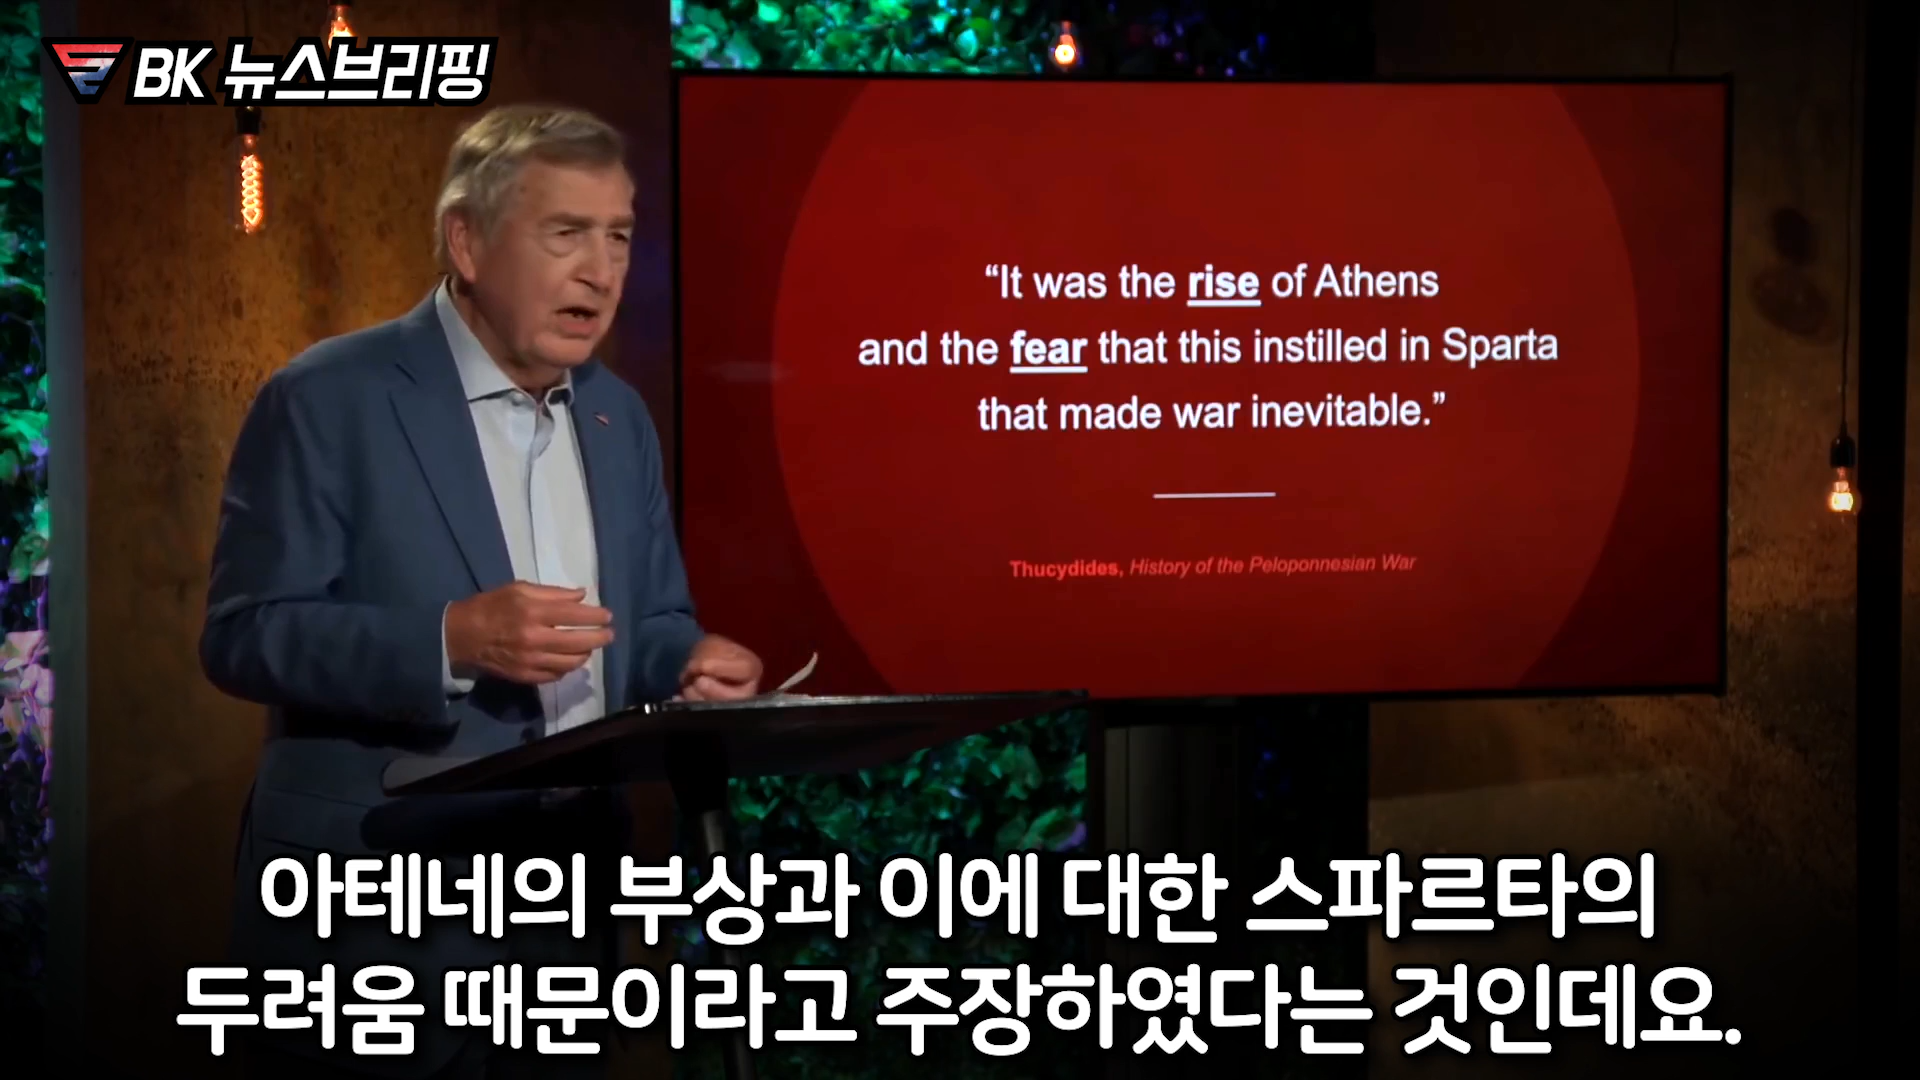 BK 뉴스브리핑
“It was the rise of Athens
and the fear that this instilled in Sparta
that made war inevitable.”
Thucydides, History of the Peloponnesian War
아테네의 부상과 이에 대한 스파르타의
두려움 때문이라고 주장하였다는 것인데요.